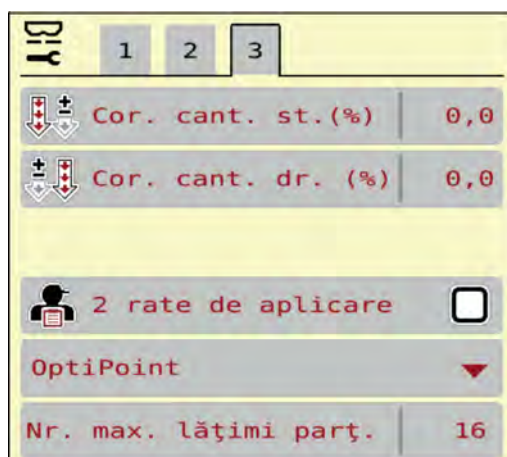 1 2 3
Cor. cant. st.(%) 0,0
Cor. cant. dr. (%) 0,0
2 rate de aplicare
OptiPoint
Nr. max. lăţimi parţ. 16